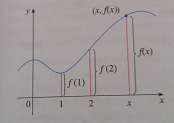 y
(x, f(x))
f(1)
f(2)
f(x)
0
1
2
x
x